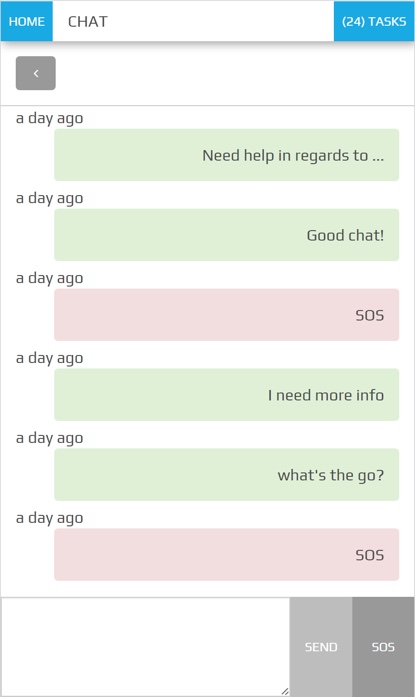 HOME CHAT (24) TASKS
<
a day ago
Need help in regards to ...
a day ago
Good chat!
a day ago
SOS
a day ago
I need more info
a day ago
what's the go?
a day ago
SOS
SEND SOS